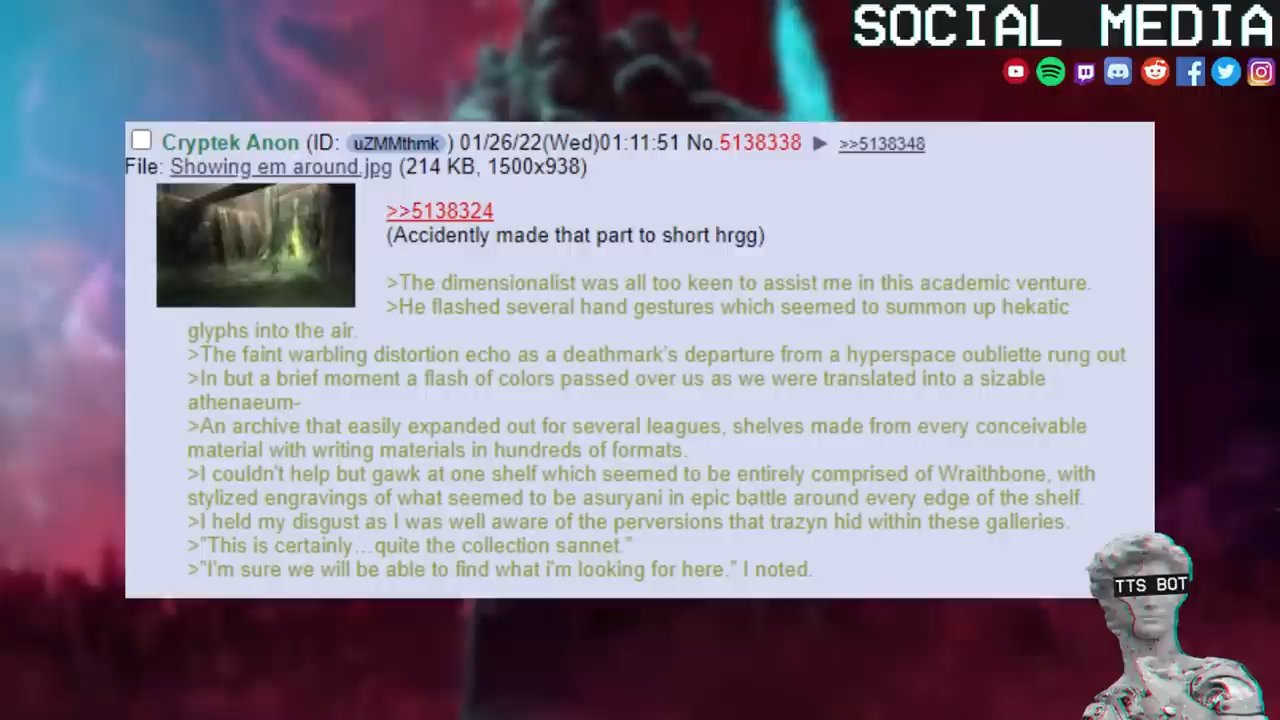 SOCIAL MEDIA
Cryptek Anon (ID: uZMMthmk) 01/26/22(Wed)01:11:51 No.5138338 ▶ >>5138348
File: Showing em around.jpg (214 KB, 1500x938)
>>5138324
(Accidently made that part to short hrgg)
>The dimensionalist was all too keen to assist me in this academic venture.
>He flashed several hand gestures which seemed to summon up hekatic
glyphs into the air.
>The faint warbling distortion echo as a deathmark's departure from a hyperspace oubliette rung out
>In but a brief moment a flash of colors passed over us as we were translated into a sizable
athenaeum-
>An archive that easily expanded out for several leagues, shelves made from every conceivable
material with writing materials in hundreds of formats.
>I couldn't help but gawk at one shelf which seemed to be entirely comprised of Wraithbone, with
stylized engravings of what seemed to be asuryani in epic battle around every edge of the shelf.
>I held my disgust as I was well aware of the perversions that trazyn hid within these galleries.
>"This is certainly…quite the collection sannet."
>"I'm sure we will be able to find what i'm looking for here." I noted.
TTS BOT